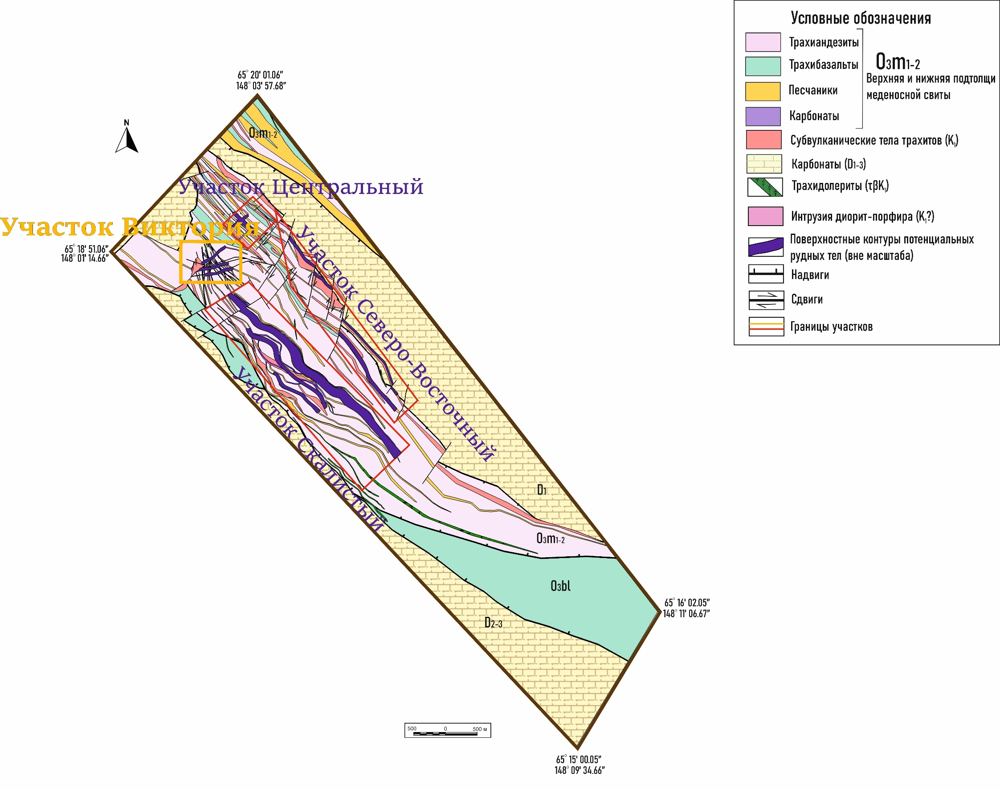 Условные обозначения
Трахиандезиты
Трахибазальты
O3m1-2
Верхняя и нижняя подтолщи
меденосной свиты
Песчаники
Карбонаты
Субвулканические тела трахитов (K1)
Карбонаты (D1-3)
Трахидолериты (τβK1)
Интрузия диорит-порфира (K1?)
Поверхностные контуры потенциальных
рудных тел (вне масштаба)
Надвиги
Сдвиги
Границы участков
65° 20' 01.06"
148° 03' 57.68"
N
O3m1-2
Участок Центральный
Участок Виктория
65° 18' 51.06"
148° 01' 14.66"
Участок Северо-Восточный
Участок Скалистый
D1
O3m1-2
O3bl
D2-3
65° 16' 02.05"
148° 11' 06.67"
500 0 500 м
65° 15' 00.05"
148° 09' 34.66"